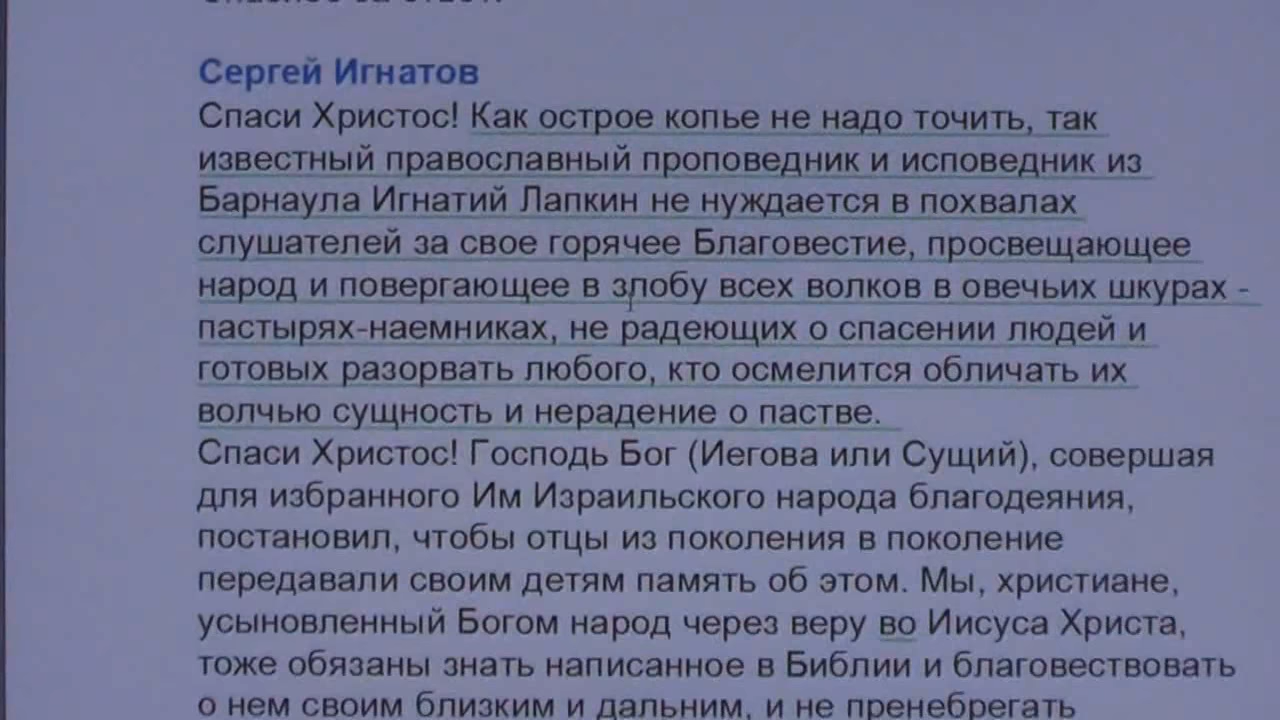 Сергей Игнатов
Спаси Христос! Как острое копье не надо точить, так
известный православный проповедник и исповедник из
Барнаула Игнатий Лапкин не нуждается в похвалах
слушателей за свое горячее Благовестие, просвещающее
народ и повергающее в злобу всех волков в овечьих шкурах -
пастырях-наемниках, не радеющих о спасении людей и
готовых разорвать любого, кто осмелится обличать их
волчью сущность и нерадение о пастве.
Спаси Христос! Господь Бог (Иегова или Сущий), совершая
для избранного Им Израильского народа благодеяния,
постановил, чтобы отцы из поколения в поколение
передавали своим детям память об этом. Мы, христиане,
усыновленный Богом народ через веру во Иисуса Христа,
тоже обязаны знать написанное в Библии и благовествовать
о нем своим близким и дальним, и не пренебрегать